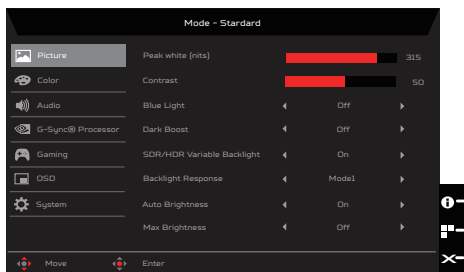 Mode - Stardard
Picture
Color
Audio
G-Sync® Processor
Gaming
OSD
System
Peak white (nits) 315
Contrast 50
Blue Light Off
Dark Boost Off
SDR/HDR Variable Backlight On
Backlight Response Mode1
Auto Brightness On
Max Brightness Off
Move Enter